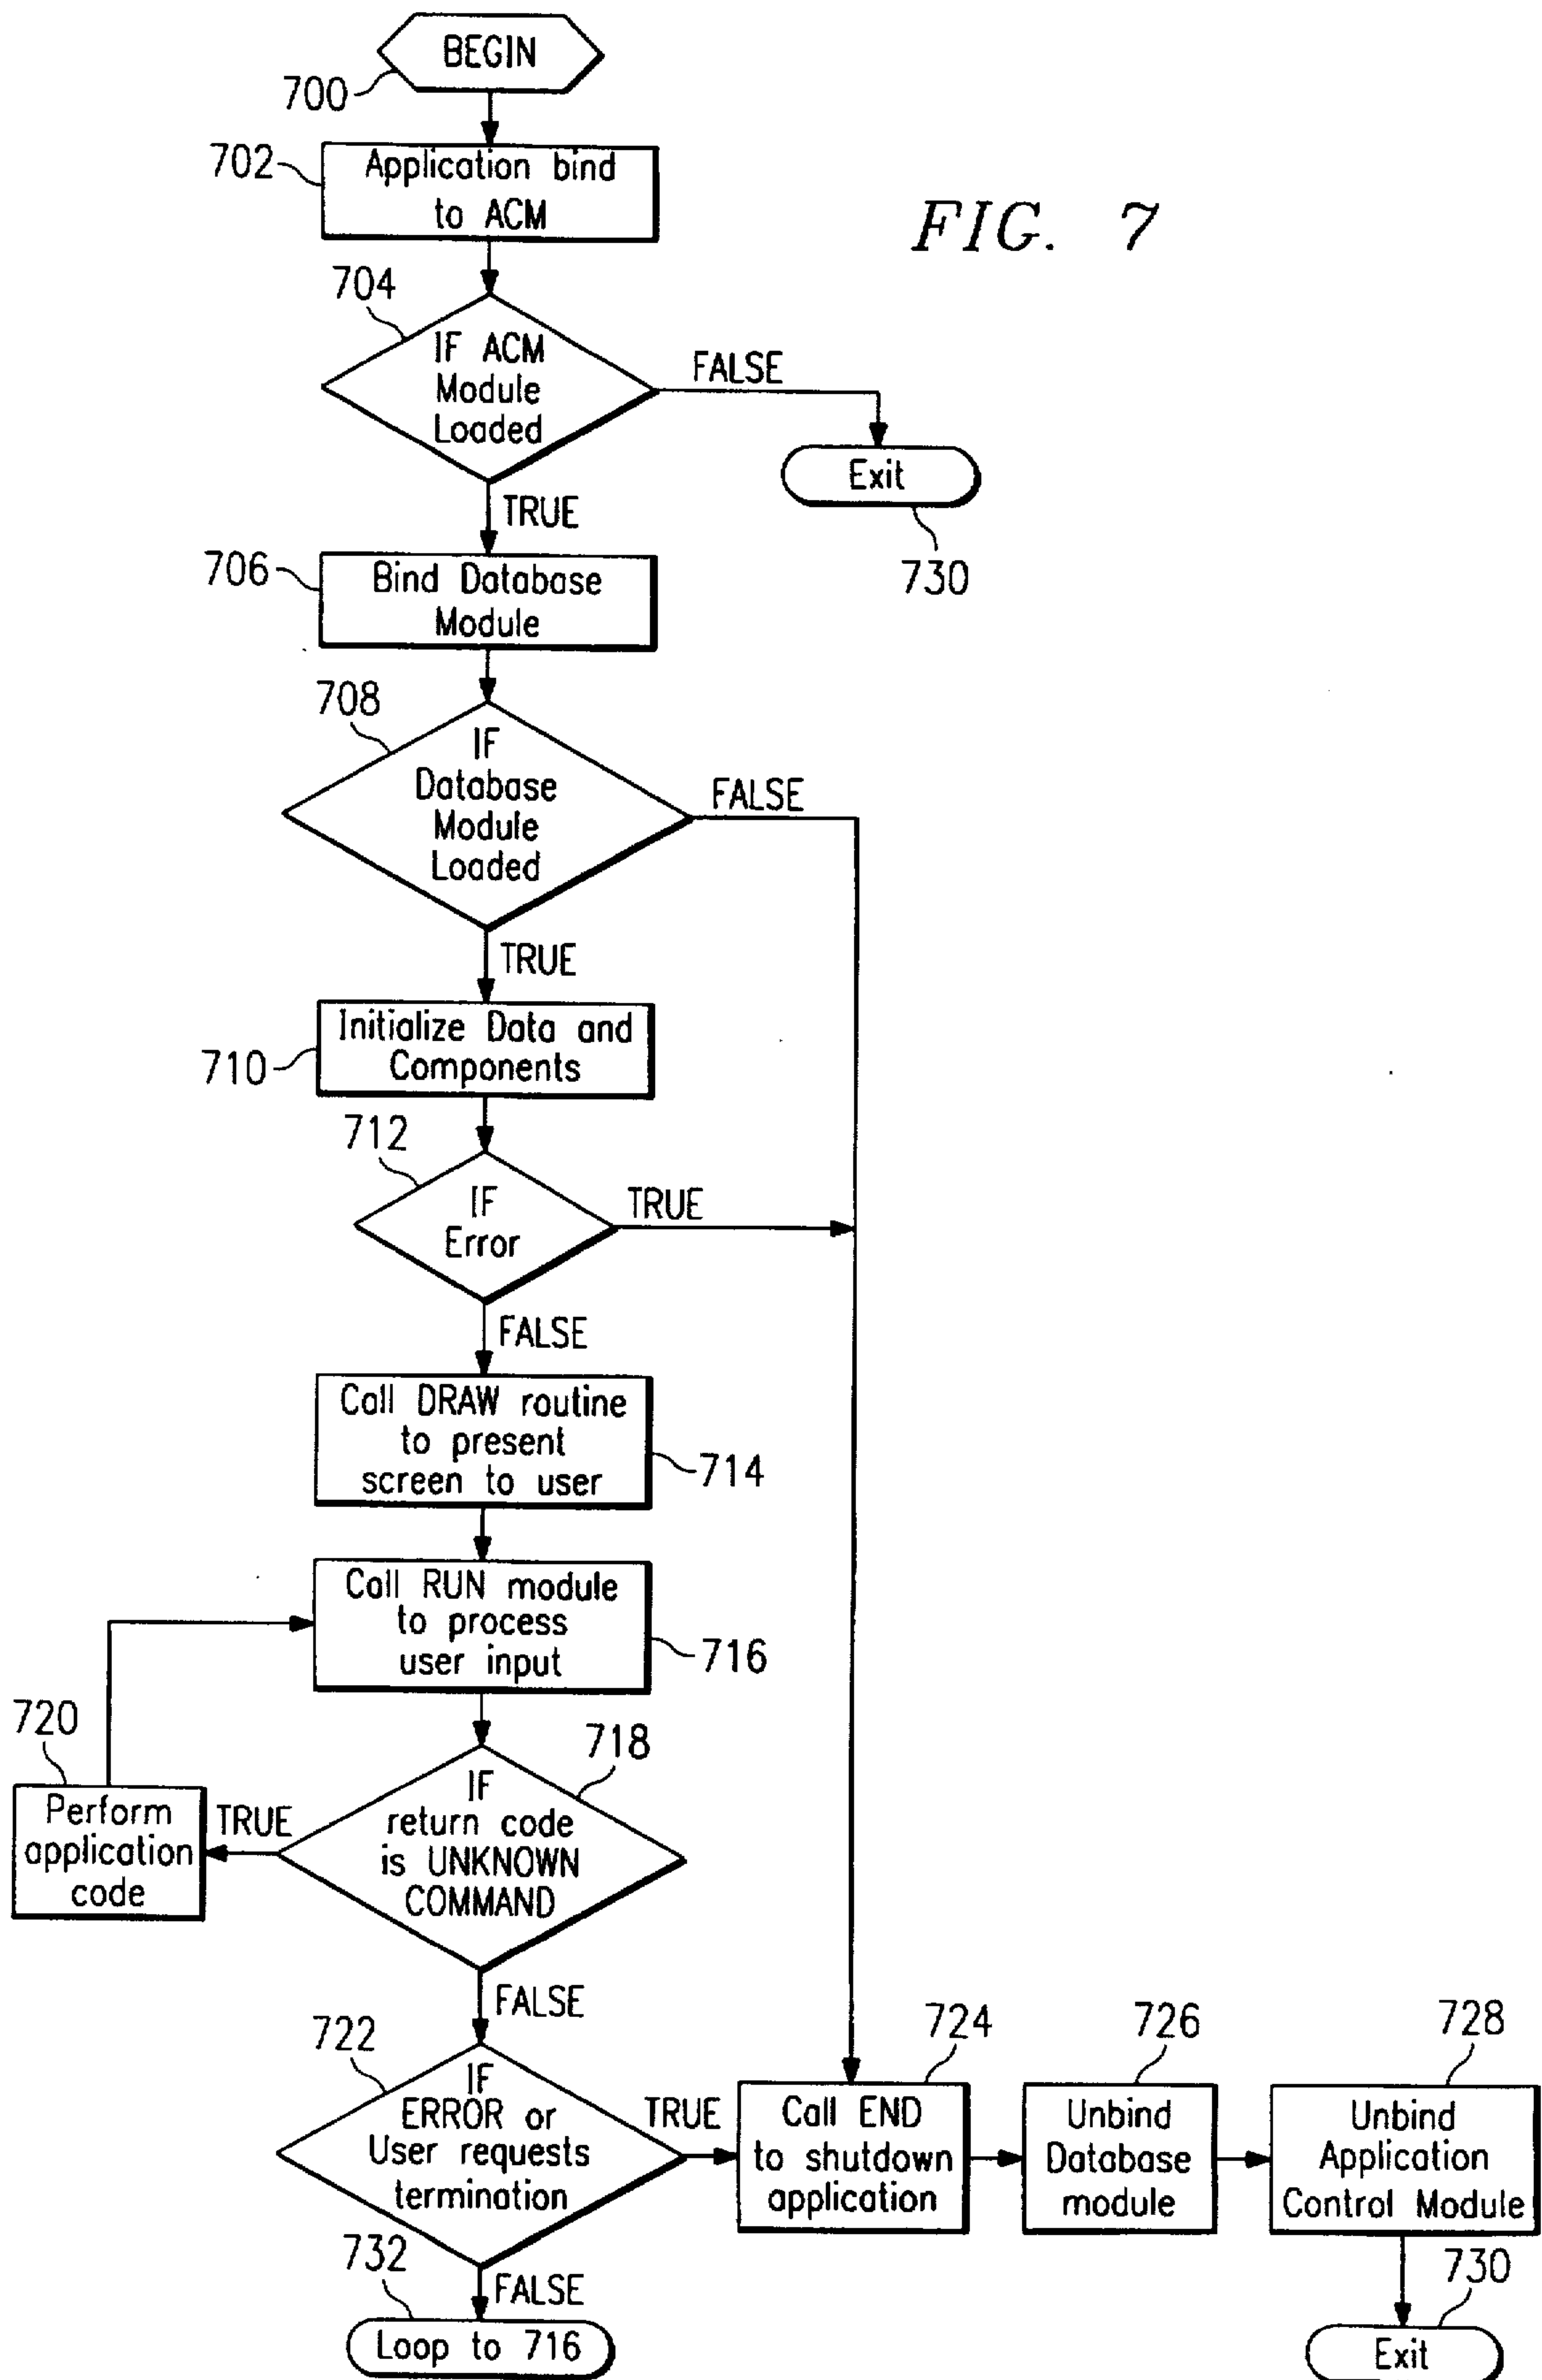 BEGIN
700
702
Application bind
to ACM
FIG. 7
704
IF ACM
Module
Loaded
FALSE
Exit
730
TRUE
706
Bind Database
Module
708
IF
Database
Module
Loaded
FALSE
TRUE
710
Initialize Data and
Components
712
IF
Error
TRUE
FALSE
Call DRAW routine
to present
screen to user
714
Call RUN module
to process
user input
716
720
Perform
application
code
TRUE
718
IF
return code
is UNKNOWN
COMMAND
FALSE
722
IF
ERROR or
User requests
termination
TRUE
724
Call END
to shutdown
application
726
Unbind
Database
module
728
Unbind
Application
Control Module
732
FALSE
Loop to 716
730
Exit